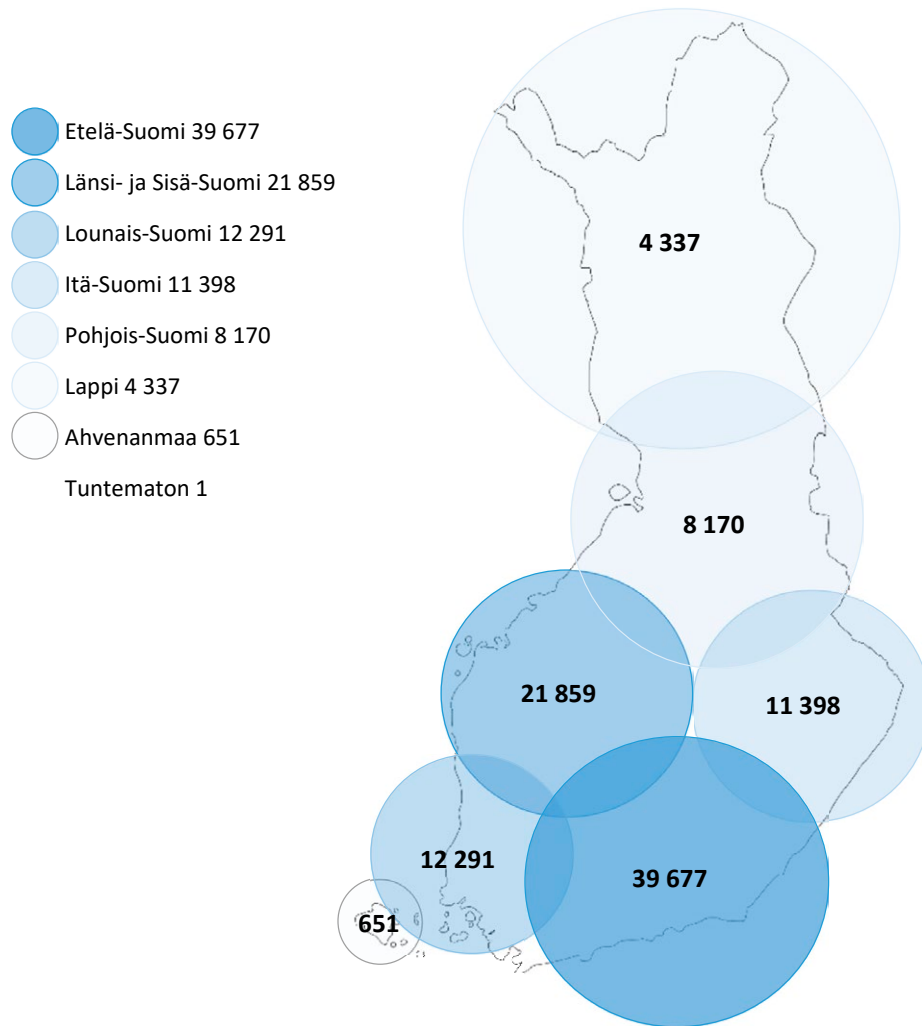 Etelä-Suomi 39 677
Länsi- ja Sisä-Suomi 21 859
Lounais-Suomi 12 291
Itä-Suomi 11 398
Pohjois-Suomi 8 170
Lappi 4 337
Ahvenanmaa 651
Tuntematon 1
4 337
8 170
21 859
11 398
12 291
39 677
651